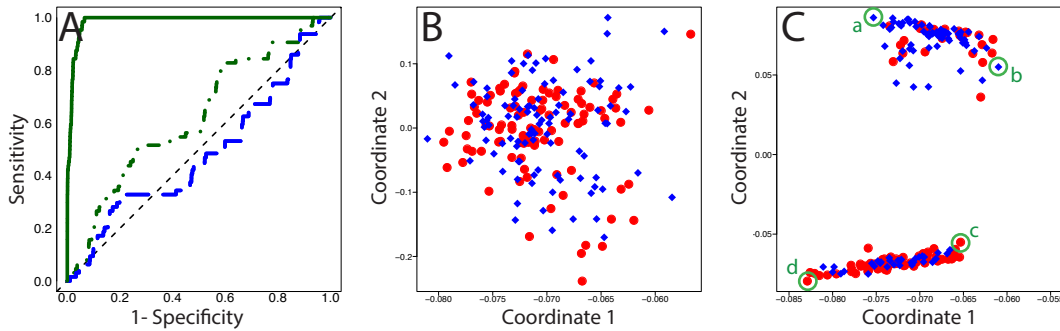 A
Sensitivity
1.0
0.8
0.6
0.4
0.2
0.0
0.0 0.2 0.4 0.6 0.8 1.0
1- Specificity
B
Coordinate 2
0.1
0.0
-0.1
-0.2
−0.080 −0.075 −0.070 −0.065 −0.060
Coordinate 1
C
Coordinate 2
0.05
0.00
-0.05
a
b
c
d
−0.085 −0.080 −0.075 −0.070 −0.065 −0.060 −0.055
Coordinate 1